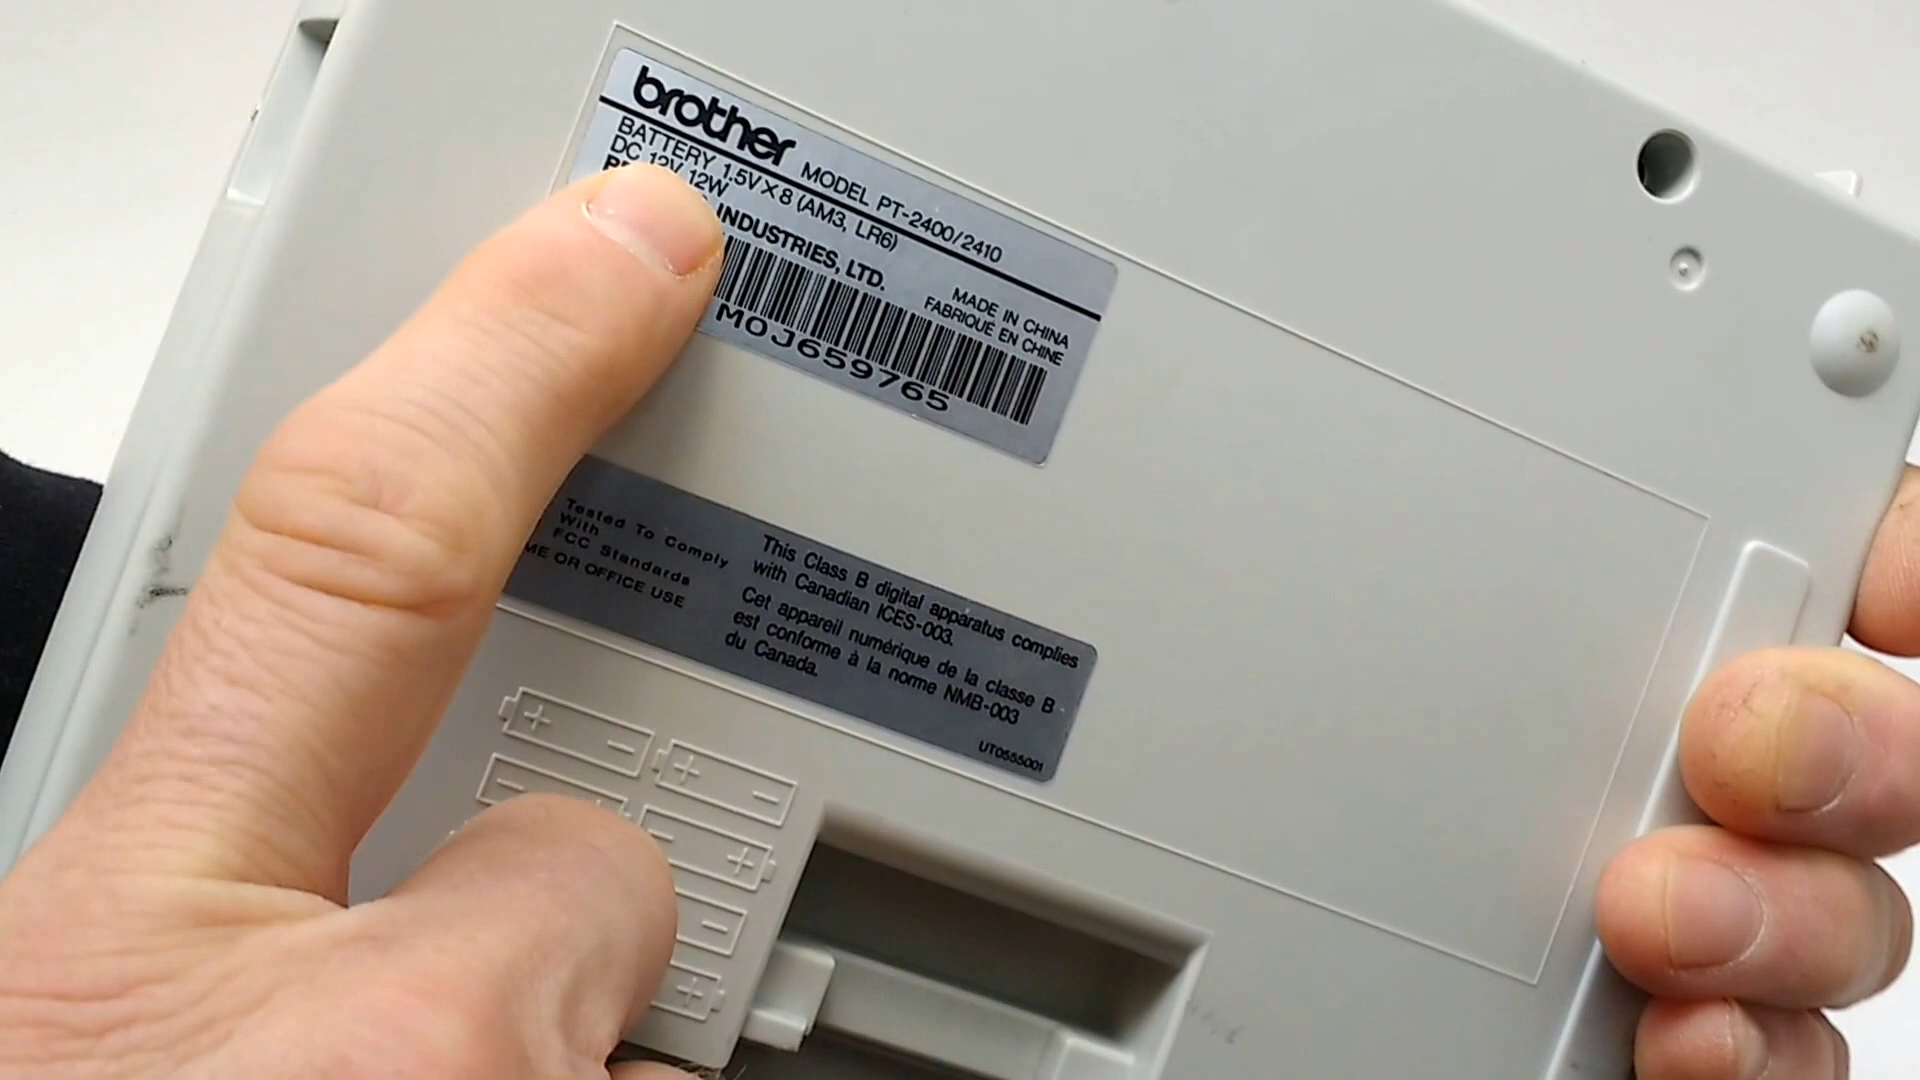 brother MODEL PT-2400/2410
BATTERY 1.5V×8 (AM3, LR6)
DC 12V 12W
INDUSTRIES, LTD.
MADE IN CHINA
FABRIQUÉ EN CHINE
M0J659765
Tested To Comply
With
FCC Standards
OR OFFICE USE
This Class B digital apparatus complies
with Canadian ICES-003.
Cet appareil numérique de la classe B
est conforme à la norme NMB-003
du Canada.
UT0555001